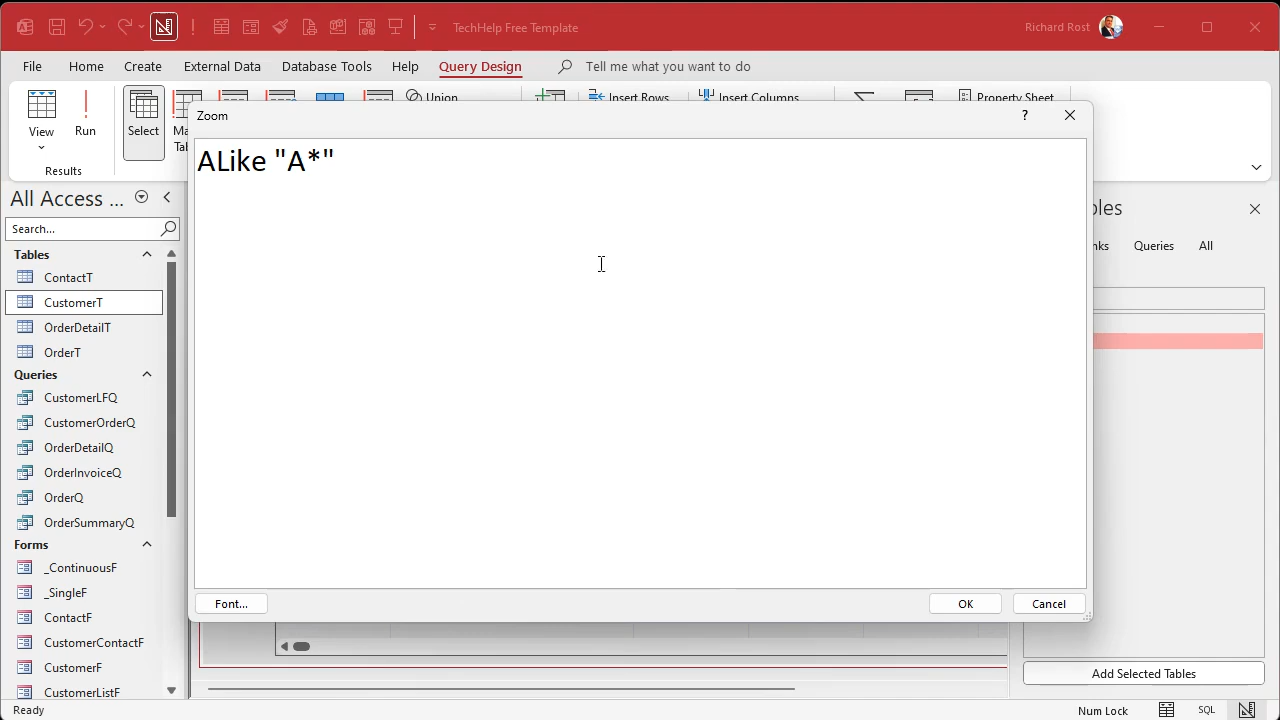 TechHelp Free Template
Richard Rost
File Home Create External Data Database Tools Help Query Design Tell me what you want to do
View
Run
Select
Union
Insert Rows
Insert Columns
Property Sheet
Results
Zoom
?
ALike "A*"
Font...
OK
Cancel
All Access ...
Search...
Tables
ContactT
CustomerT
OrderDetailT
OrderT
Queries
CustomerLFQ
CustomerOrderQ
OrderDetailQ
OrderInvoiceQ
OrderQ
OrderSummaryQ
Forms
_ContinuousF
_SingleF
ContactF
CustomerContactF
CustomerF
CustomerListF
Queries
All
Add Selected Tables
Ready
Num Lock
SQL